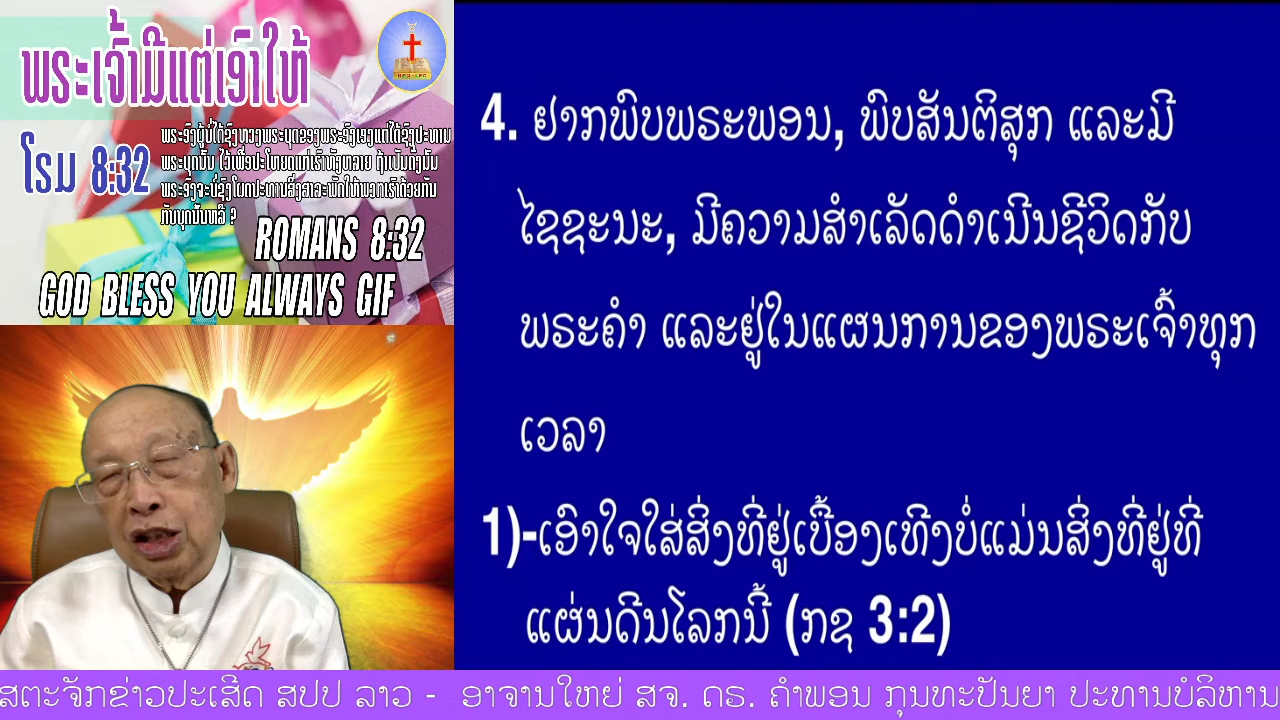 ພຣະເຈົ້າມີແຕ່ເອົາໃຫ້
ໂຣມ 8:32
ROMANS 8:32
GOD BLESS YOU ALWAYS GIF
4. ຢາກພົບພຣະພອນ, ພົບສັນຕິສຸກ ແລະມີ
ໄຊຊະນະ, ມີຄວາມສຳເລັດດຳເນີນຊີວິດກັບ
ພຣະຄຳ ແລະຢູ່ໃນແຜນການຂອງພຣະເຈົ້າທຸກ
ເວລາ
1)-ເອົາໃຈໃສ່ສິ່ງທີ່ຢູ່ເບື້ອງເທີງບໍ່ແມ່ນສິ່ງທີ່ຢູ່ທີ່
ແຜ່ນດີນໂລກນີ້ (ກຊ 3:2)
ສຕະຈັກຂ່າວປະເສີດ ສປປ ລາວ - ອາຈານໃຫຍ່ ສຈ. ດຣ. ຄຳພອນ ກຸນທະປັນຍາ ປະທານບໍລິຫານ